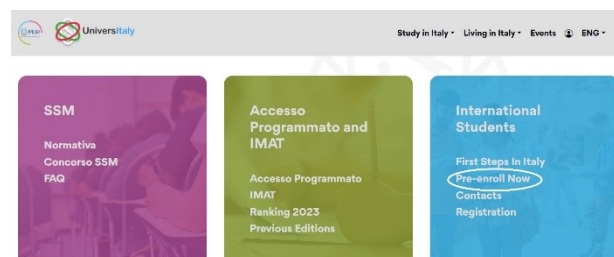 MUR
UniversItaly
Study in Italy
Living in Italy
Events
ENG
SSM
Normativa
Concorso SSM
FAQ
Accesso
Programmato and
IMAT
Accesso Programmato
IMAT
Ranking 2023
Previous Editions
International
Students
First Steps In Italy
Pre-enroll Now
Contacts
Registration